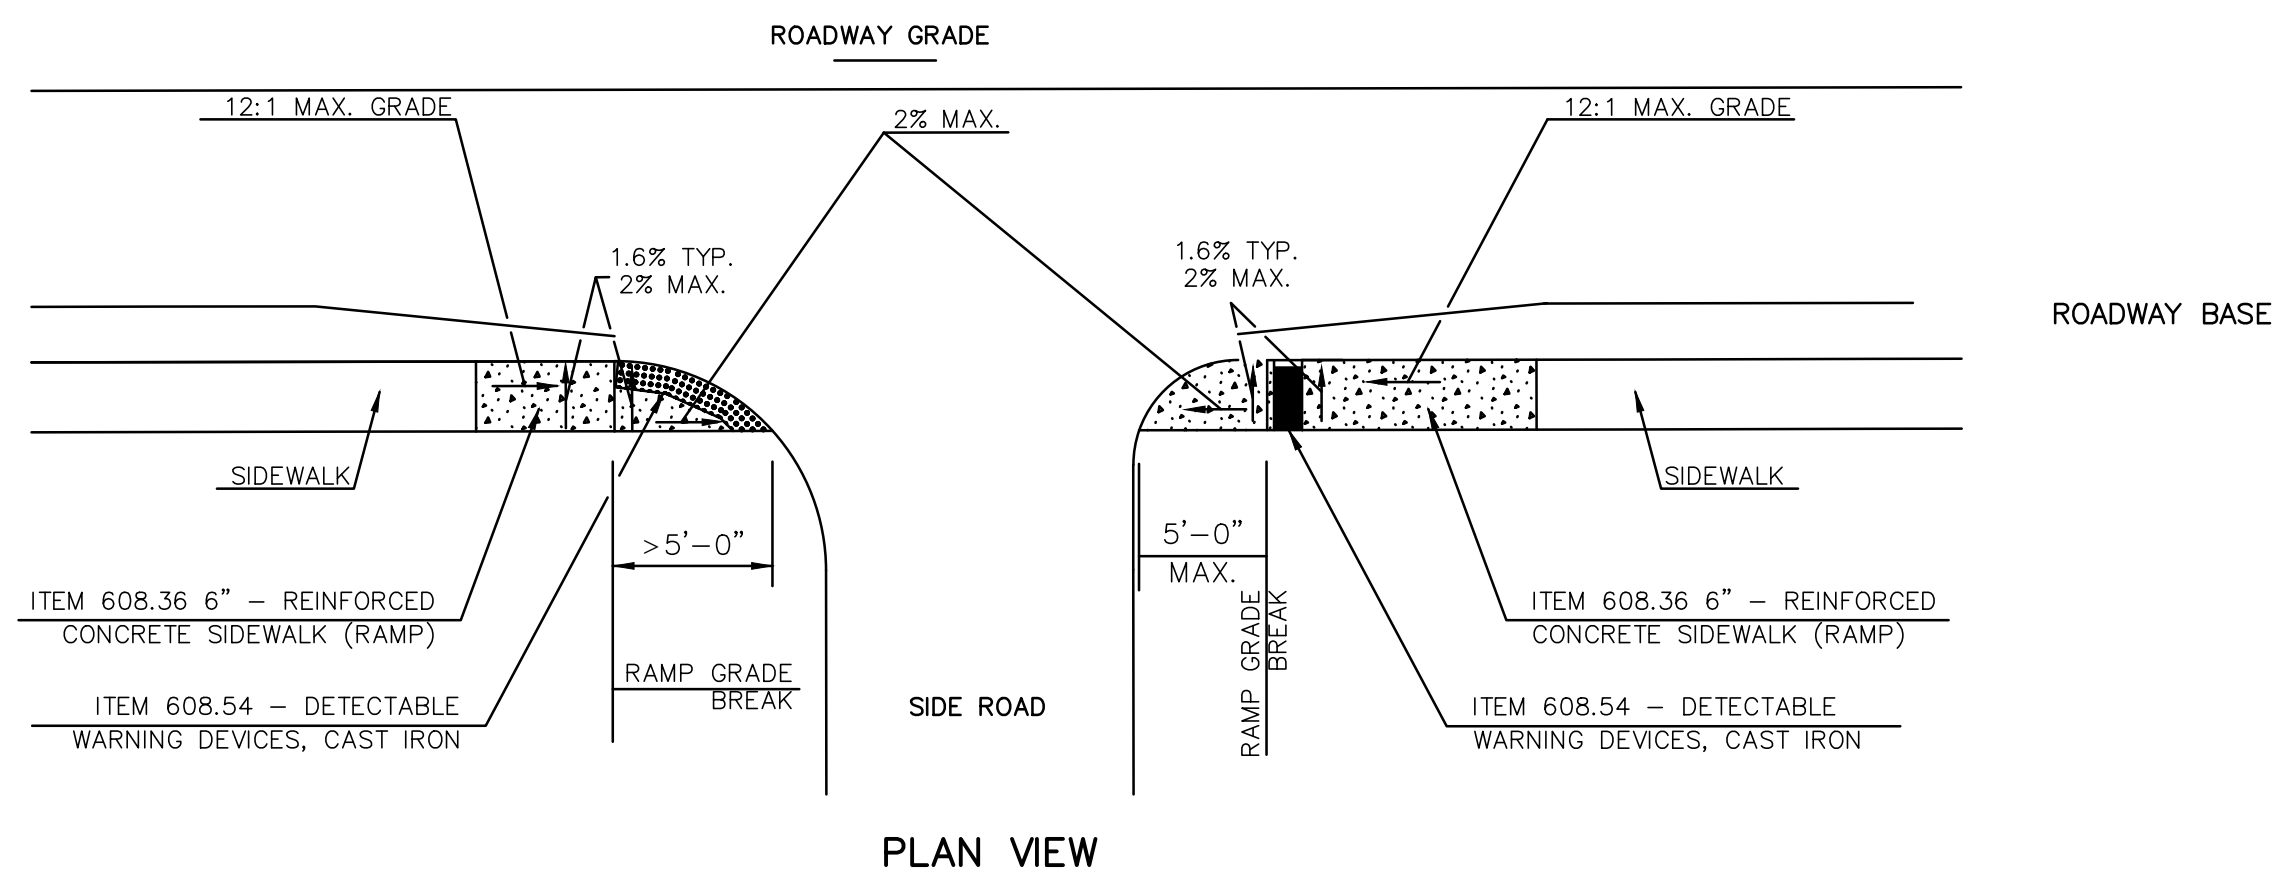 ROADWAY GRADE
12:1 MAX. GRADE
2% MAX.
12:1 MAX. GRADE
1.6% TYP.
2% MAX.
1.6% TYP.
2% MAX.
ROADWAY BASE
SIDEWALK
SIDEWALK
>5'–0”
5'–0”
MAX.
RAMP GRADE
BREAK
ITEM 608.36 6” – REINFORCED
CONCRETE SIDEWALK (RAMP)
ITEM 608.36 6” – REINFORCED
CONCRETE SIDEWALK (RAMP)
RAMP GRADE
BREAK
ITEM 608.54 – DETECTABLE
WARNING DEVICES, CAST IRON
SIDE ROAD
ITEM 608.54 – DETECTABLE
WARNING DEVICES, CAST IRON
PLAN VIEW